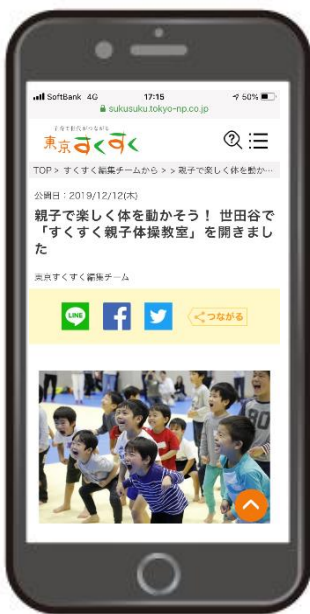 SoftBank 4G 17:15 50%
sukusuku.tokyo-np.co.jp
子育て世代がつながる
東京すくすく
TOP > すくすく編集チームから > > 親子で楽しく体を動か…
公開日：2019/12/12(木)
親子で楽しく体を動かそう！ 世田谷で
「すくすく親子体操教室」を開きまし
た
東京すくすく編集チーム
LINE
つながる
80